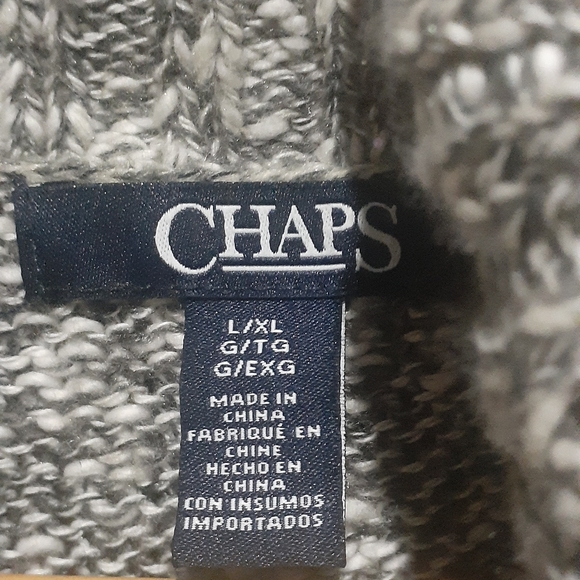 CHAPS
L/XL
G/TG
G/EXG
MADE IN
CHINA
FABRIQUÉ EN
CHINE
HECHO EN
CHINA
CON INSUMOS
IMPORTADOS